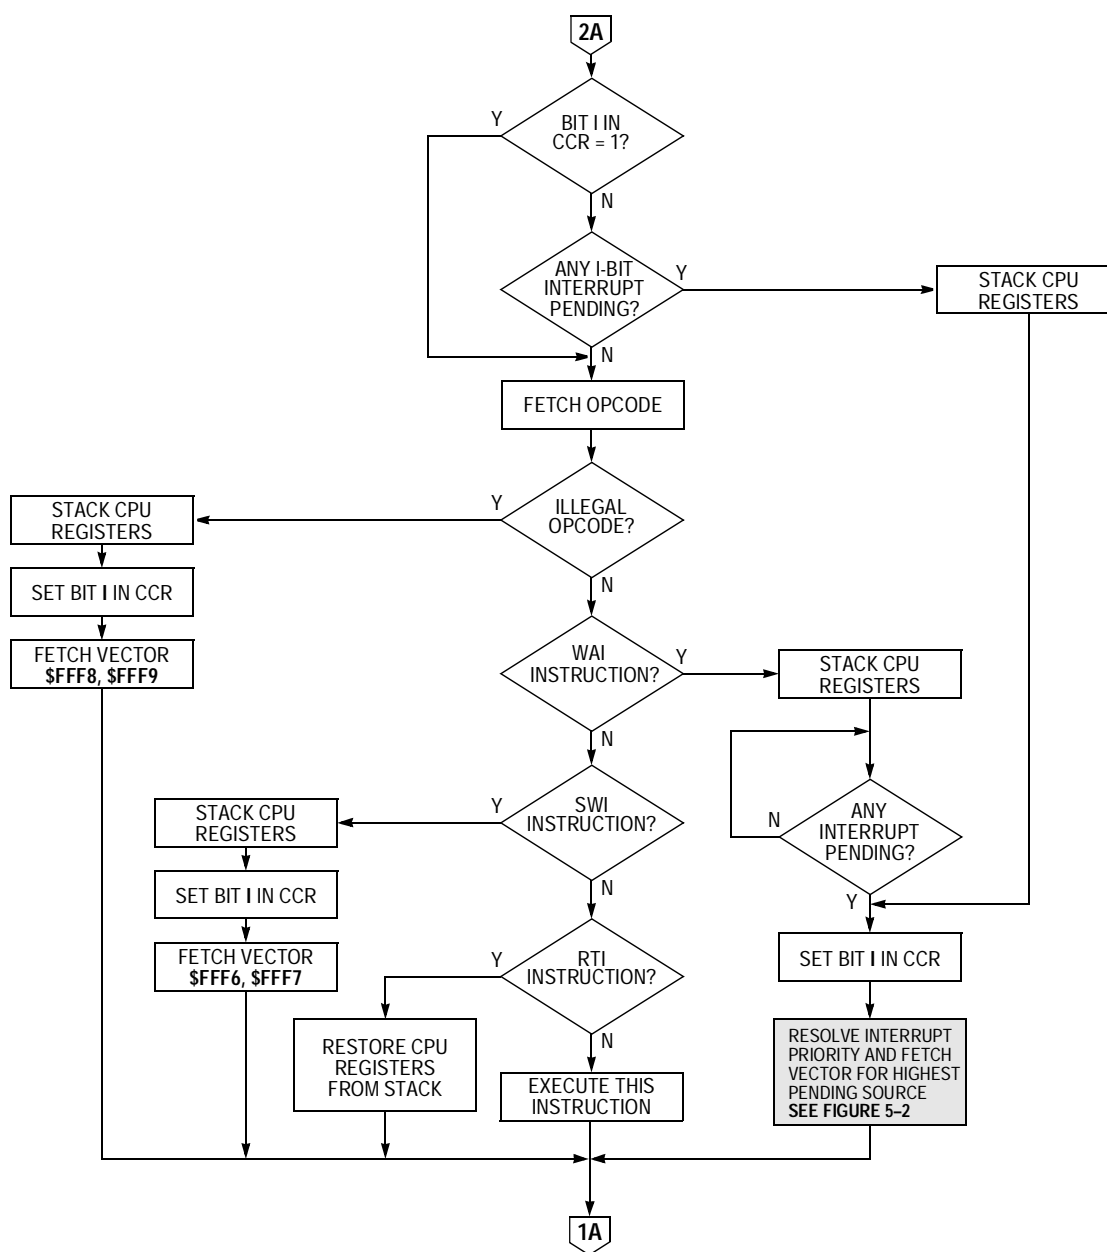 2A
Y
BIT I IN
CCR = 1?
N
ANY I-BIT
INTERRUPT
PENDING?
Y
STACK CPU
REGISTERS
N
FETCH OPCODE
STACK CPU
REGISTERS
Y
ILLEGAL
OPCODE?
SET BIT I IN CCR
N
FETCH VECTOR
$FFF8, $FFF9
WAI
INSTRUCTION?
Y
STACK CPU
REGISTERS
N
STACK CPU
REGISTERS
Y
SWI
INSTRUCTION?
N
ANY
INTERRUPT
PENDING?
SET BIT I IN CCR
N
Y
FETCH VECTOR
$FFF6, $FFF7
Y
RTI
INSTRUCTION?
SET BIT I IN CCR
RESTORE CPU
REGISTERS
FROM STACK
N
EXECUTE THIS
INSTRUCTION
RESOLVE INTERRUPT
PRIORITY AND FETCH
VECTOR FOR HIGHEST
PENDING SOURCE
SEE FIGURE 5–2
1A